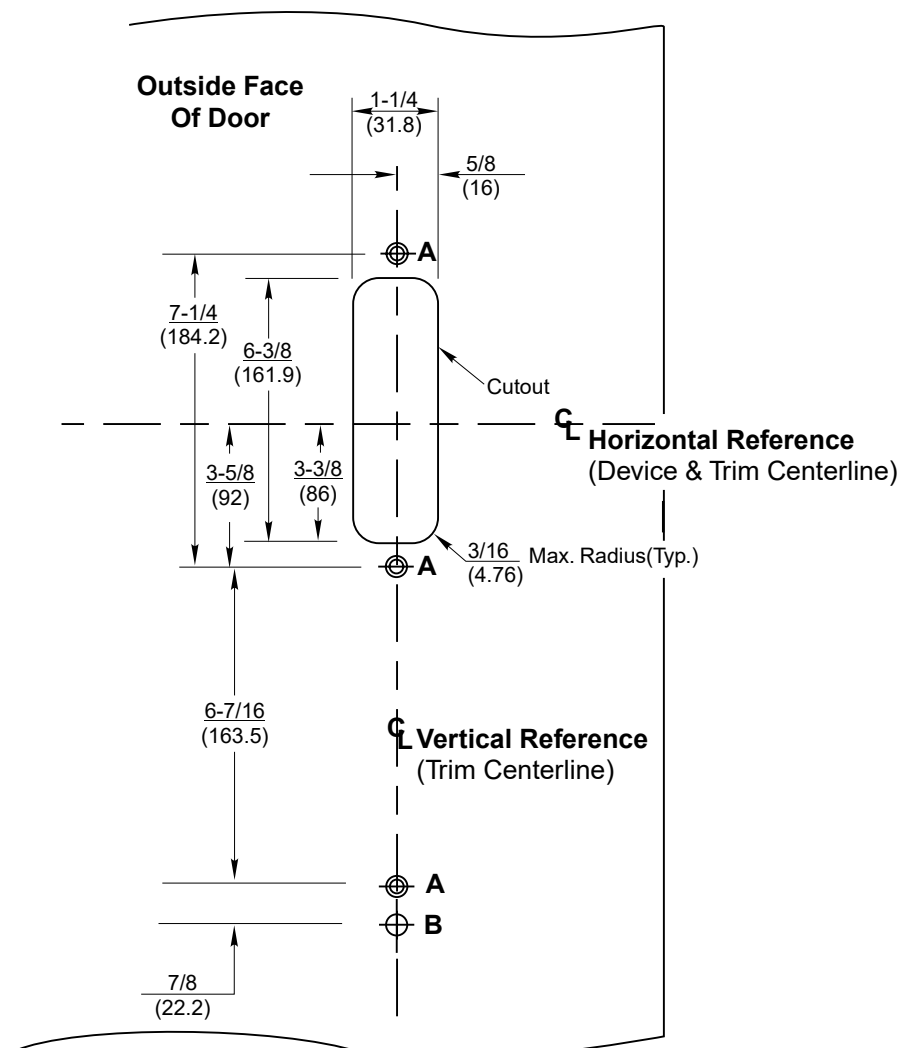 Outside Face
Of Door
1-1/4
(31.8)
5/8
(16)
A
7-1/4
(184.2)
6-3/8
(161.9)
Cutout
CL Horizontal Reference
(Device & Trim Centerline)
3-5/8
(92)
3-3/8
(86)
3/16 Max. Radius(Typ.)
(4.76)
A
6-7/16
(163.5)
CL Vertical Reference
(Trim Centerline)
A
B
7/8
(22.2)